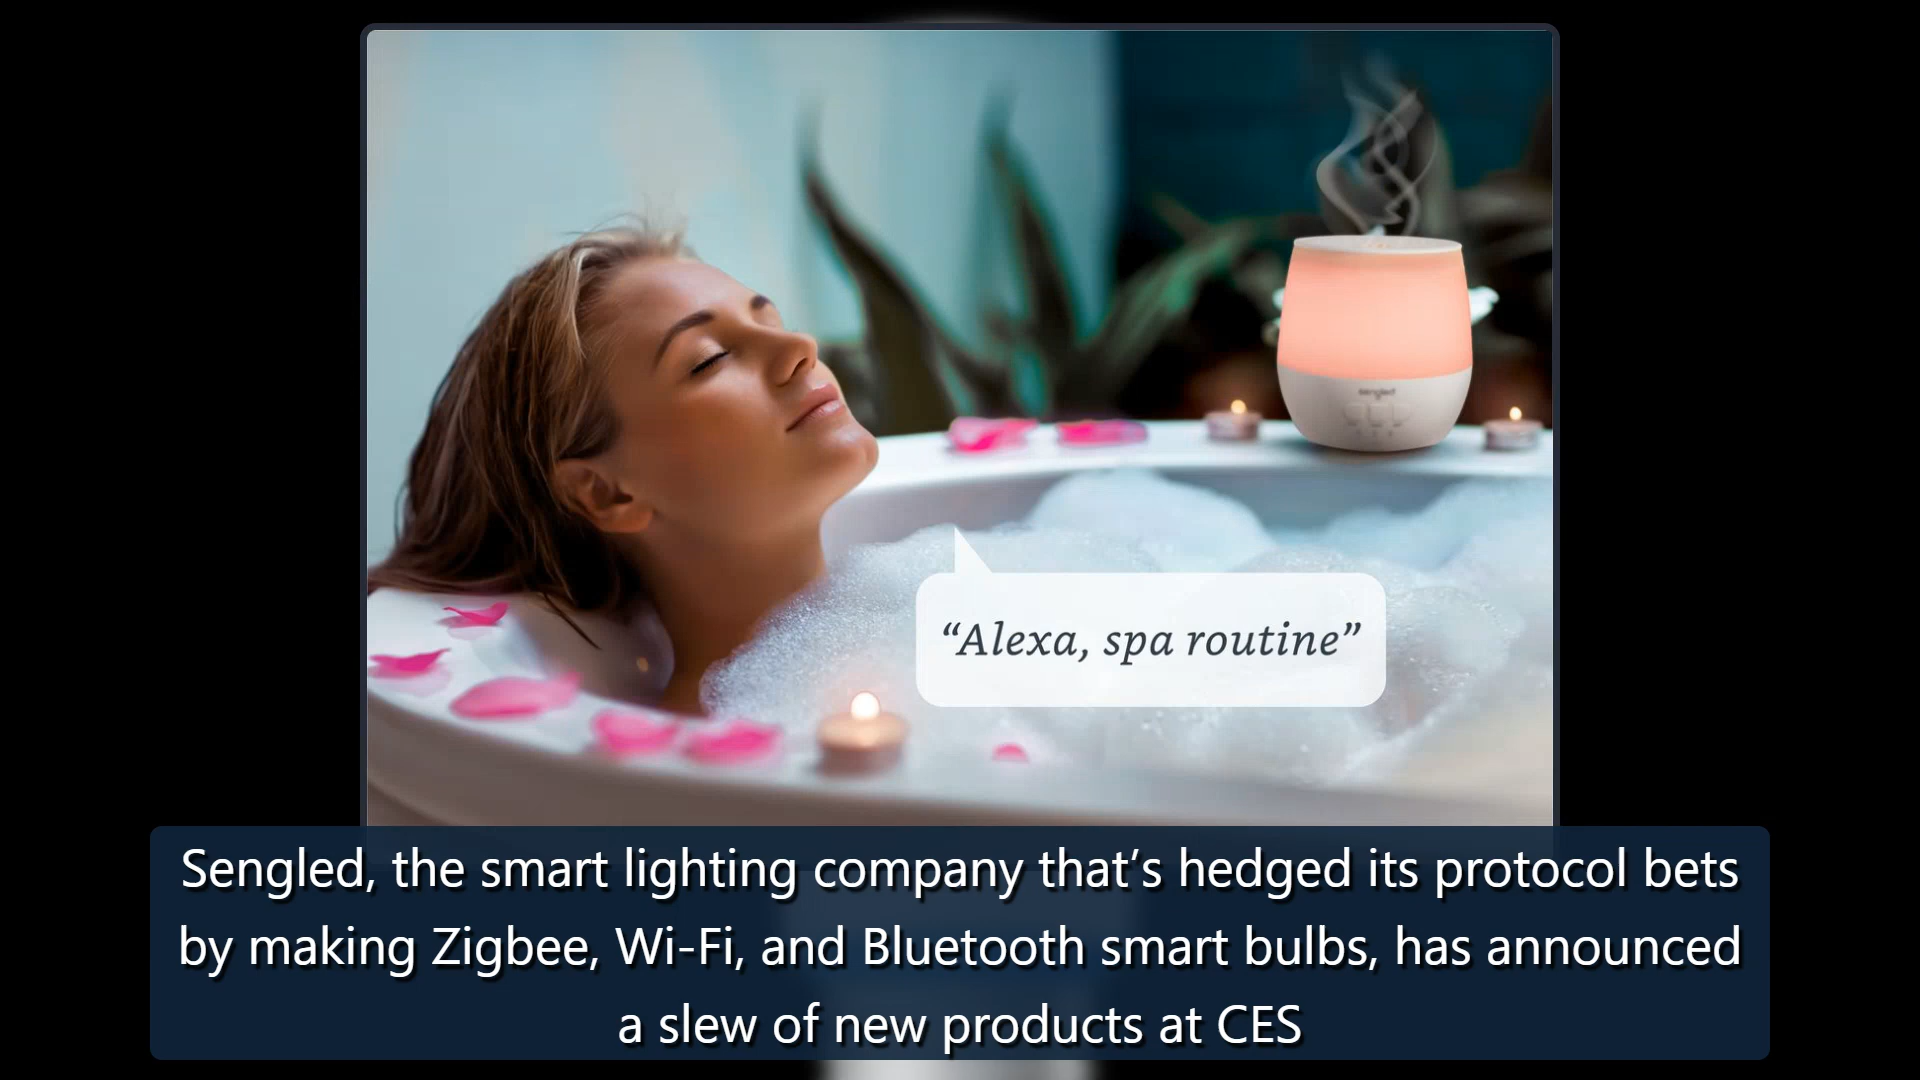 sengled
“Alexa, spa routine”
Sengled, the smart lighting company that’s hedged its protocol bets
by making Zigbee, Wi-Fi, and Bluetooth smart bulbs, has announced
a slew of new products at CES